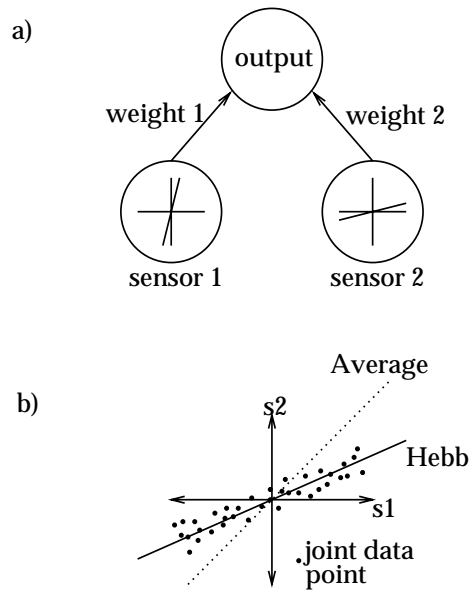 a)
output
weight 1
weight 2
sensor 1
sensor 2
b)
Average
s2
Hebb
s1
joint data
point